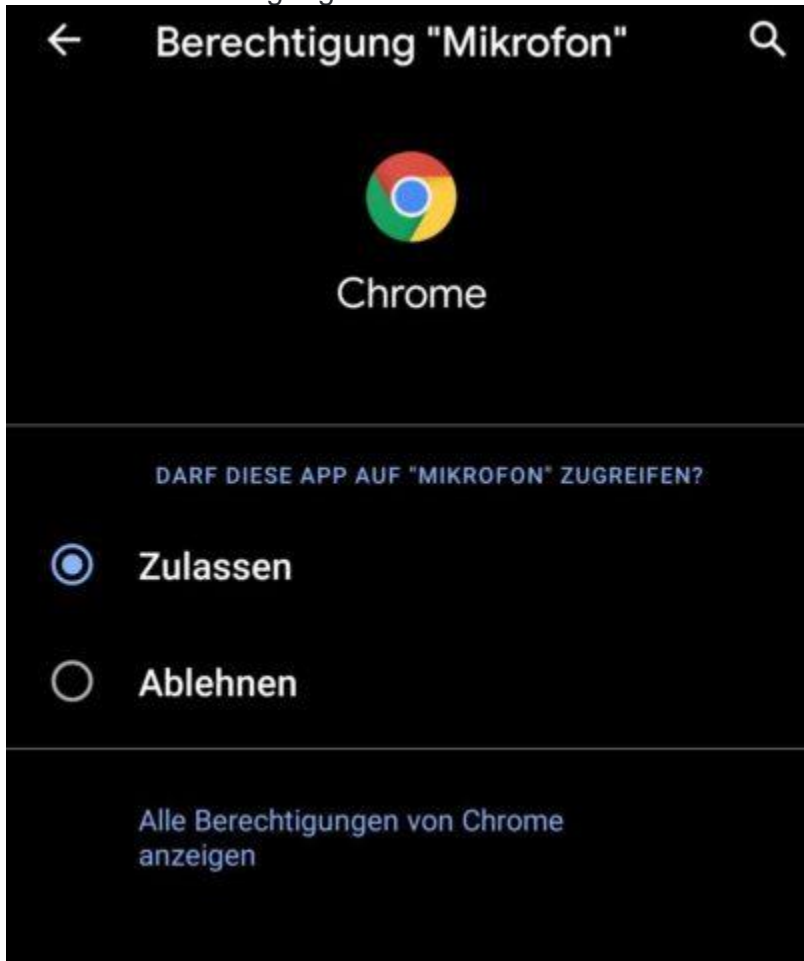 Berechtigung "Mikrofon"
Chrome
DARF DIESE APP AUF "MIKROFON" ZUGREIFEN?
Zulassen
Ablehnen
Alle Berechtigungen von Chrome
anzeigen